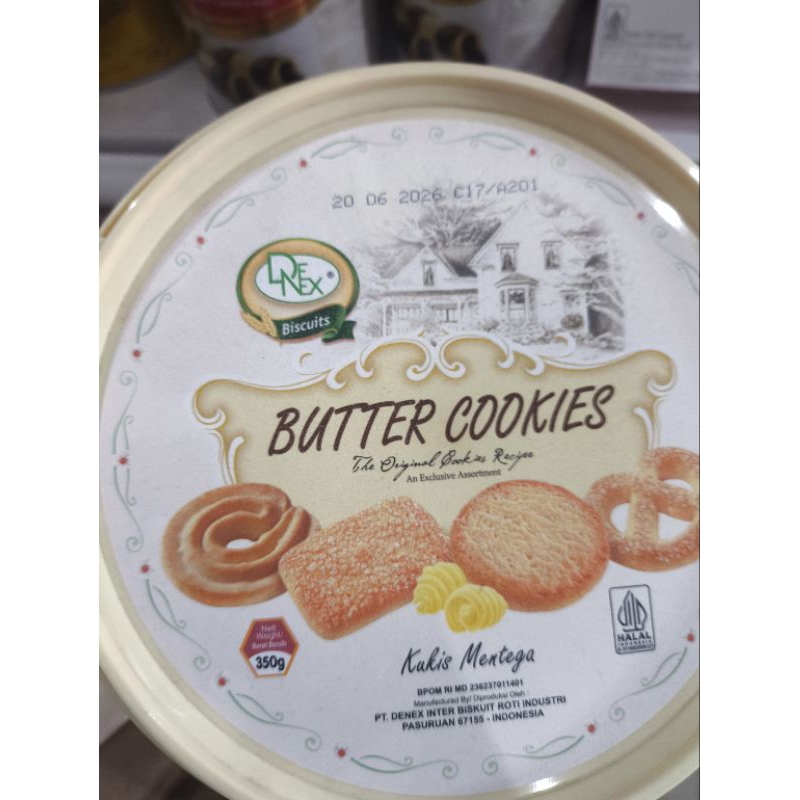 20 06 2026 C17/A201
DENEX®
Biscuits
BUTTER COOKIES
The Original Cookies Recipe
An Exclusive Assortment
Nett
Weight/
Berat Bersih
350g
HALAL
INDONESIA
Kukis Mentega
BPOM RI MD 236237011401
Manufactured By/ Diproduksi Oleh :
PT. DENEX INTER BISKUIT ROTI INDUSTRI
PASURUAN 67155 - INDONESIA